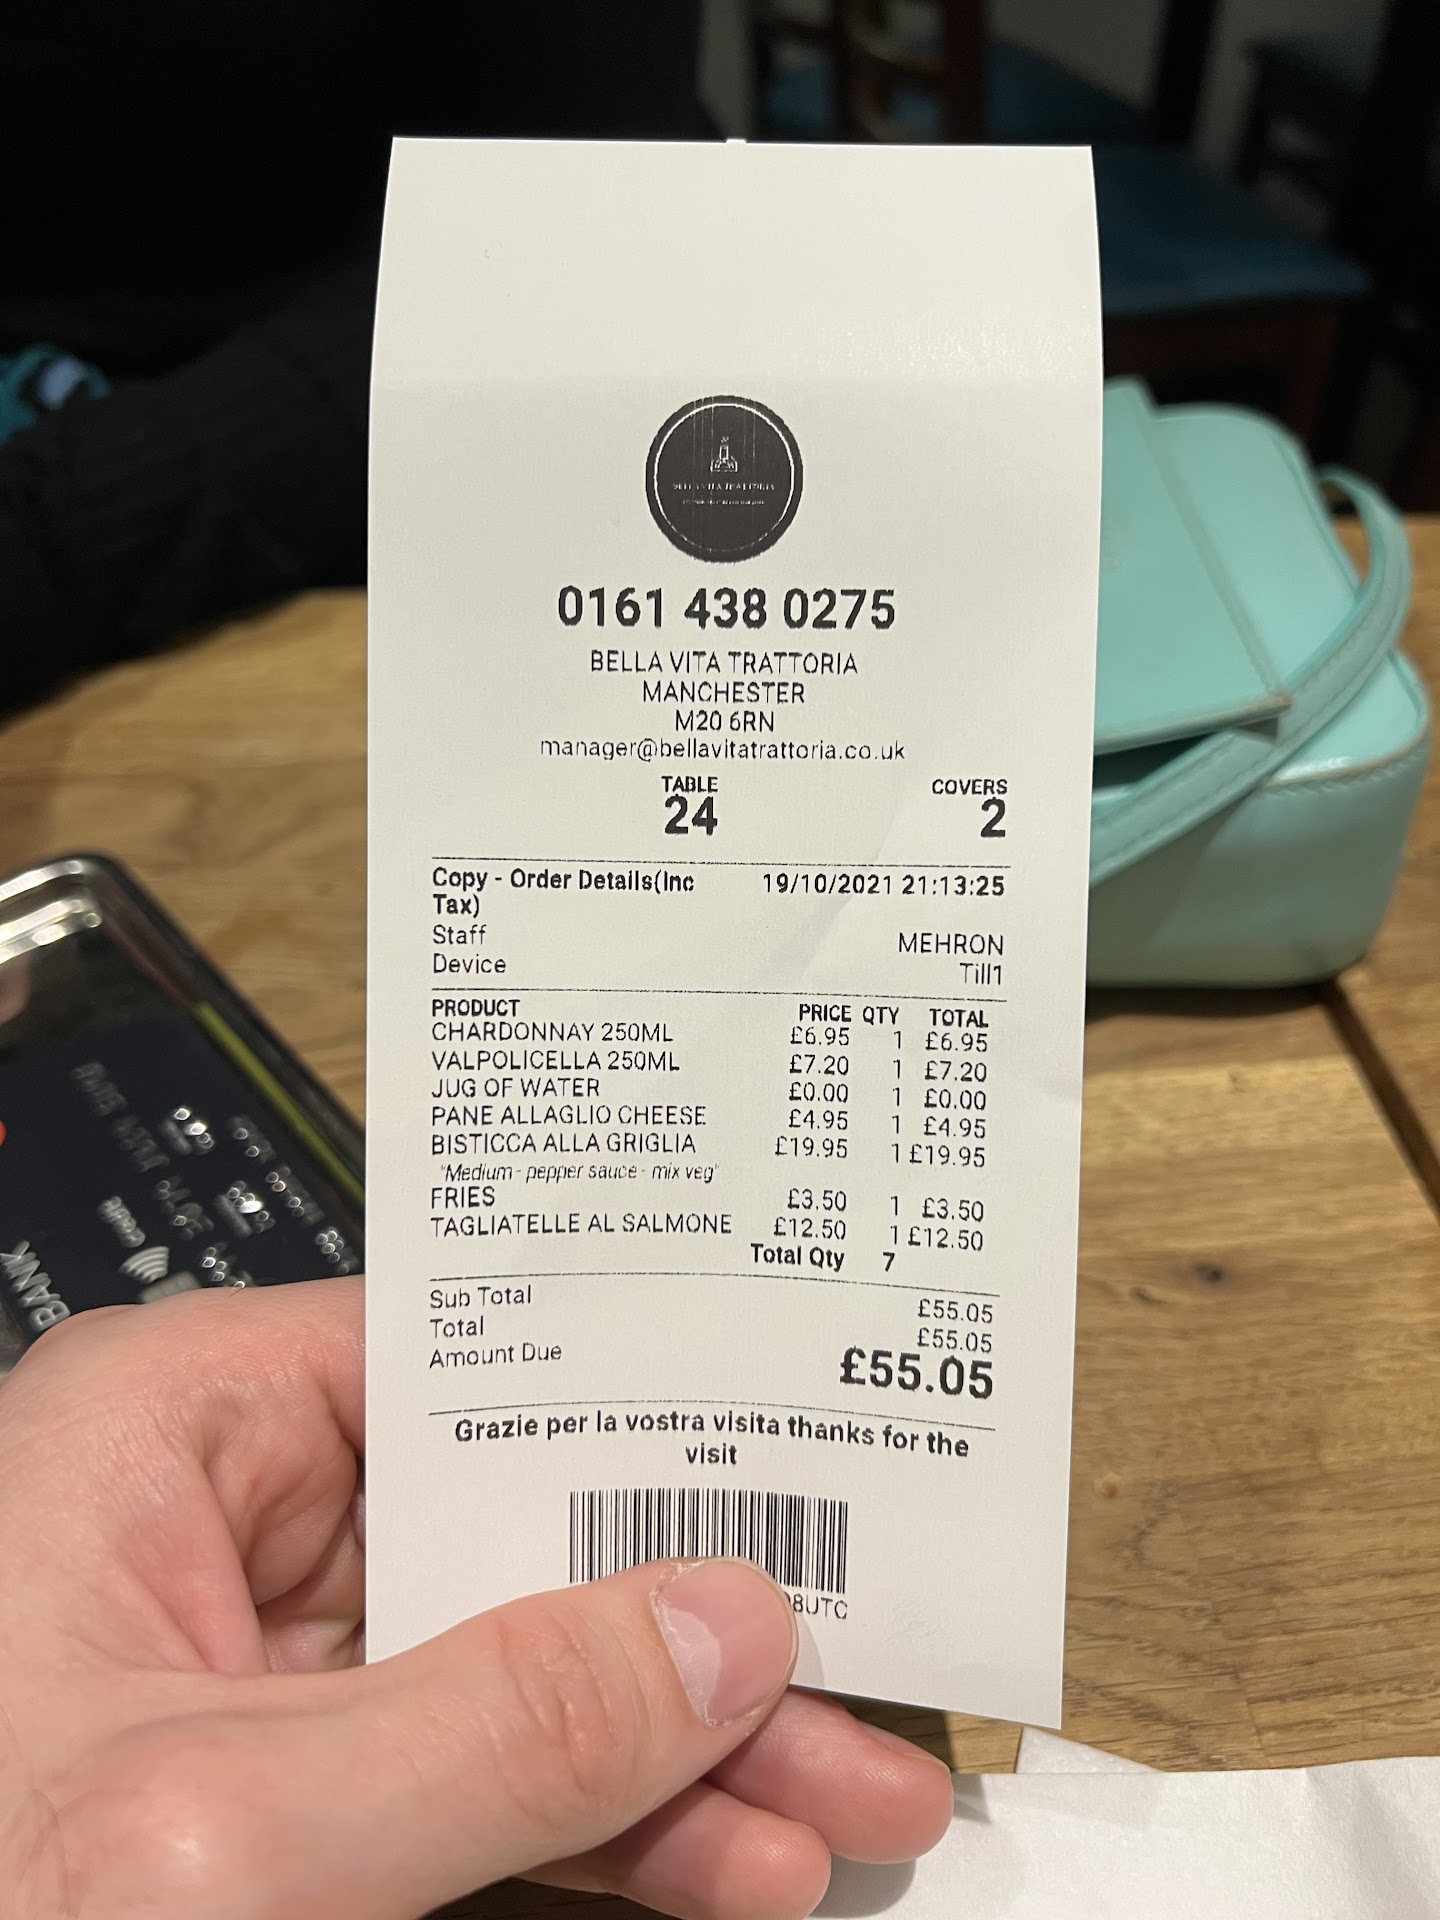 BELLA VITA TRATTORIA
0161 438 0275
BELLA VITA TRATTORIA
MANCHESTER
M20 6RN
manager@bellavitatrattoria.co.uk
TABLE COVERS
24 2
Copy - Order Details(Inc Tax) 19/10/2021 21:13:25
Staff MEHRON
Device Till1
PRODUCT PRICE QTY TOTAL
CHARDONNAY 250ML £6.95 1 £6.95
VALPOLICELLA 250ML £7.20 1 £7.20
JUG OF WATER £0.00 1 £0.00
PANE ALLAGLIO CHEESE £4.95 1 £4.95
BISTICCA ALLA GRIGLIA £19.95 1 £19.95
"Medium - pepper sauce - mix veg"
FRIES £3.50 1 £3.50
TAGLIATELLE AL SALMONE £12.50 1 £12.50
Total Qty 7
Sub Total £55.05
Total £55.05
Amount Due £55.05
Grazie per la vostra visita thanks for the
visit
8UTC
BANK
Credit